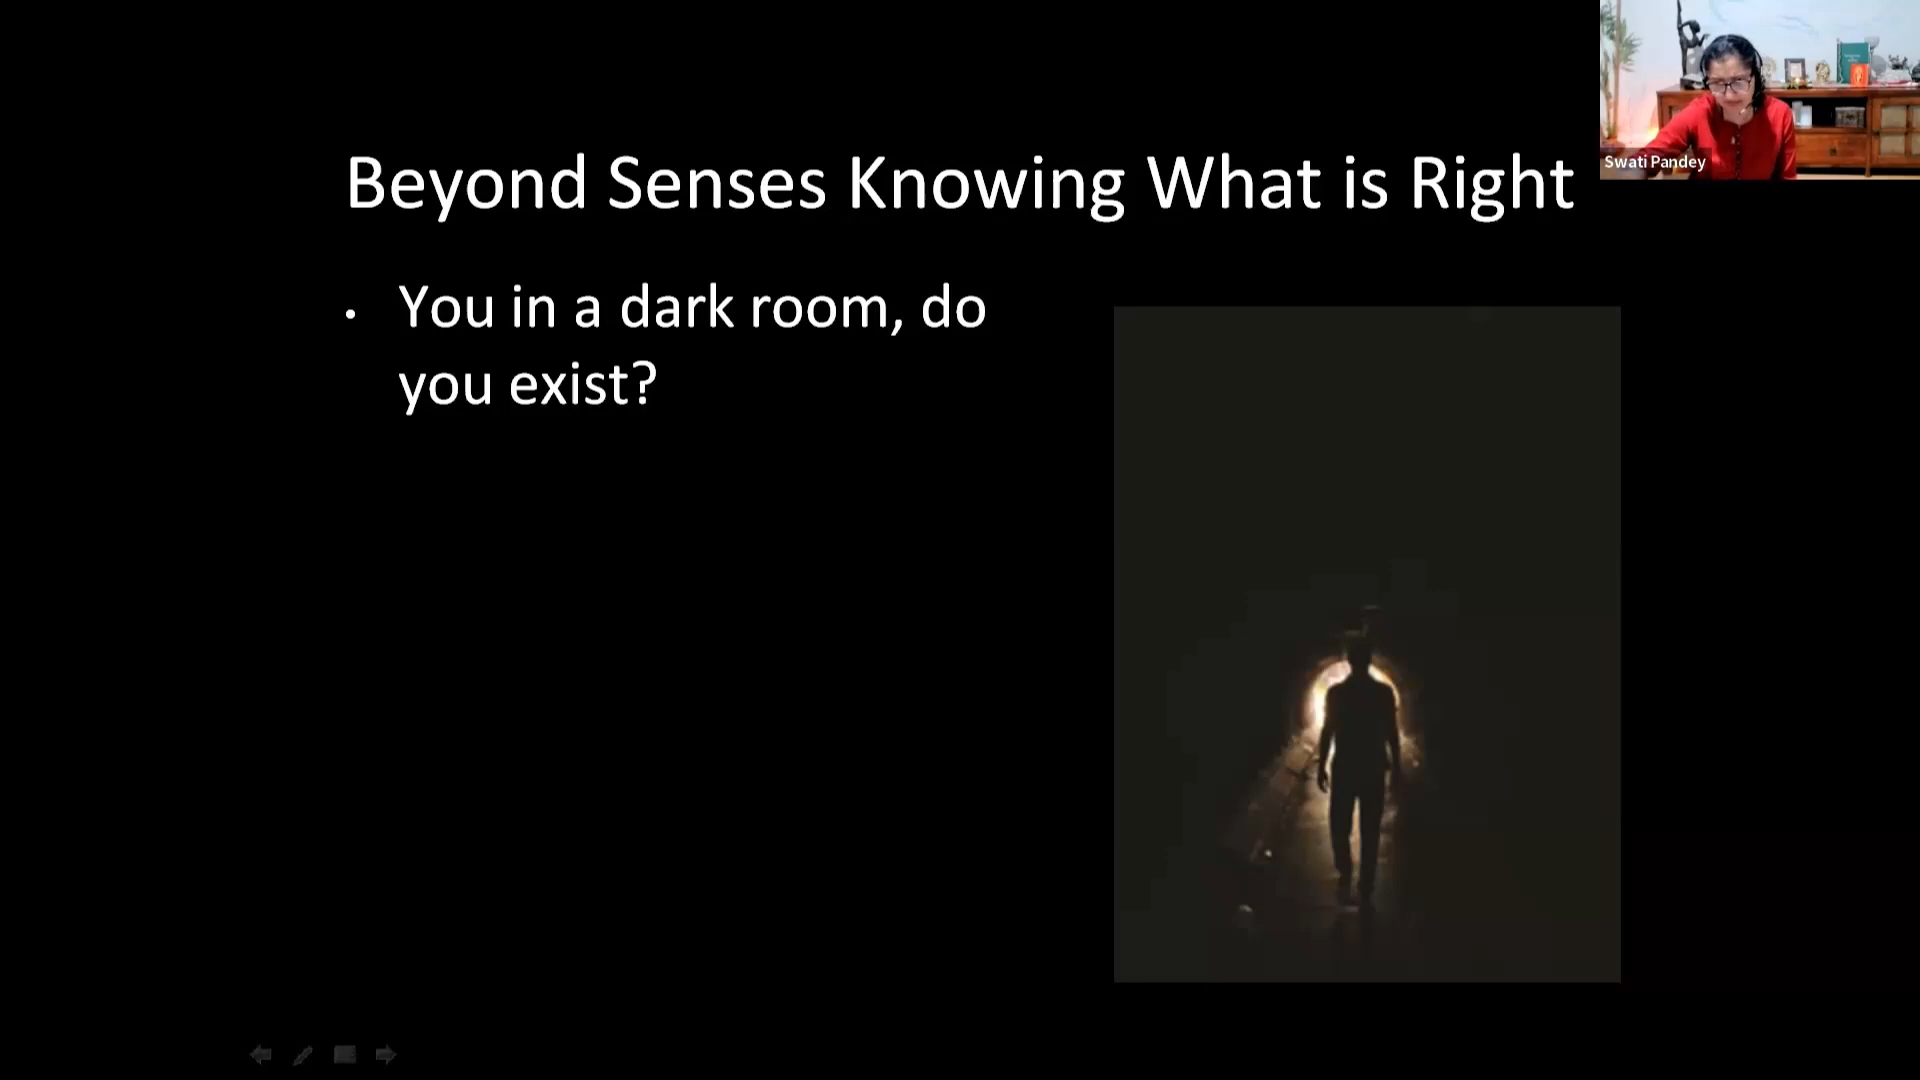 Beyond Senses Knowing What is Right
• You in a dark room, do
you exist?
Swati Pandey